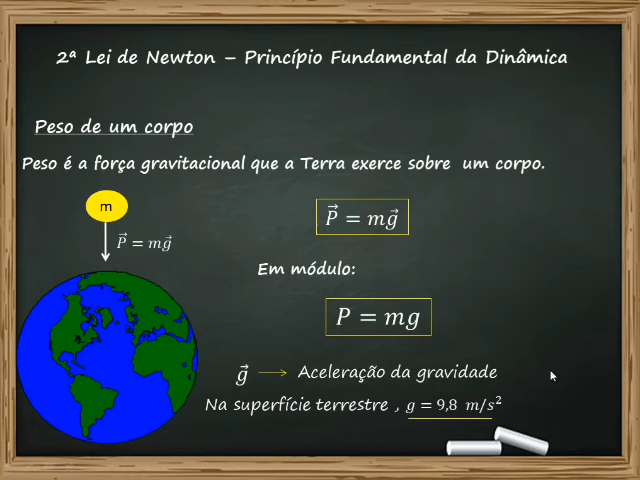 2ª Lei de Newton – Princípio Fundamental da Dinâmica
Peso de um corpo
Peso é a força gravitacional que a Terra exerce sobre um corpo.
m
P⃗ = mg⃗
P⃗ = mg⃗
Em módulo:
P = mg
g⃗ → Aceleração da gravidade
Na superfície terrestre , g = 9,8 m/s²